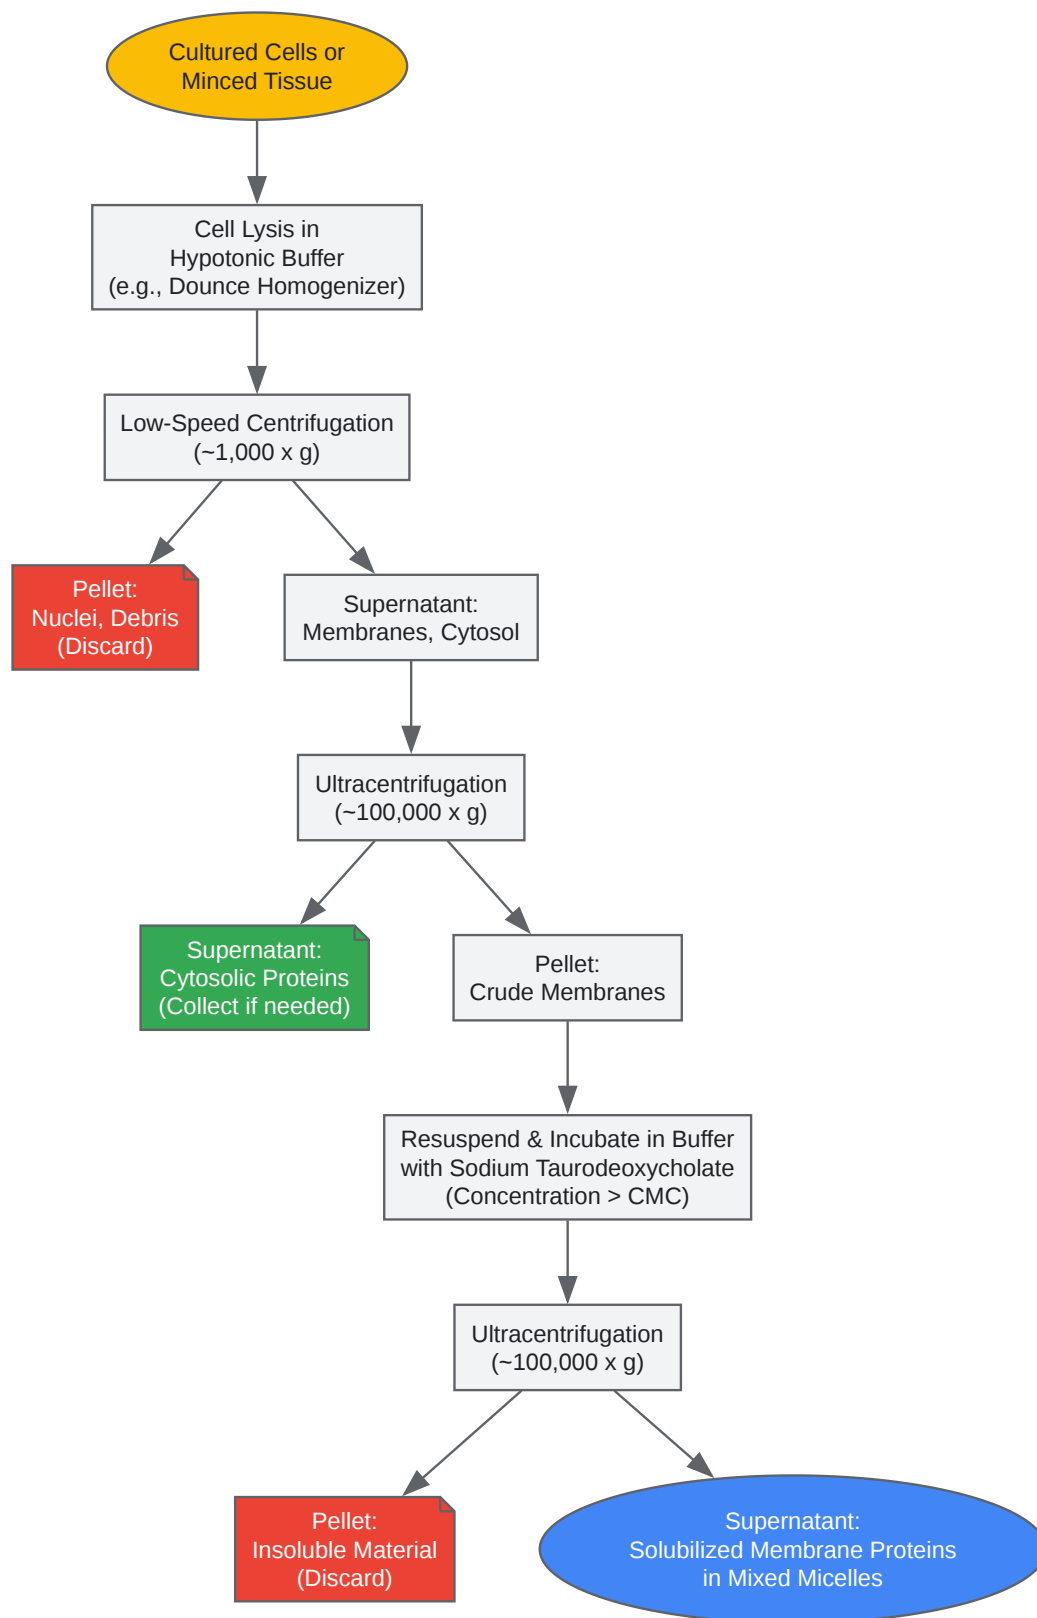 Cultured Cells or
Minced Tissue
Cell Lysis in
Hypotonic Buffer
(e.g., Dounce Homogenizer)
Low-Speed Centrifugation
(~1,000 x g)
Pellet:
Nuclei, Debris
(Discard)
Supernatant:
Membranes, Cytosol
Ultracentrifugation
(~100,000 x g)
Supernatant:
Cytosolic Proteins
(Collect if needed)
Pellet:
Crude Membranes
Resuspend & Incubate in Buffer
with Sodium Taurodeoxycholate
(Concentration > CMC)
Ultracentrifugation
(~100,000 x g)
Pellet:
Insoluble Material
(Discard)
Supernatant:
Solubilized Membrane Proteins
in Mixed Micelles